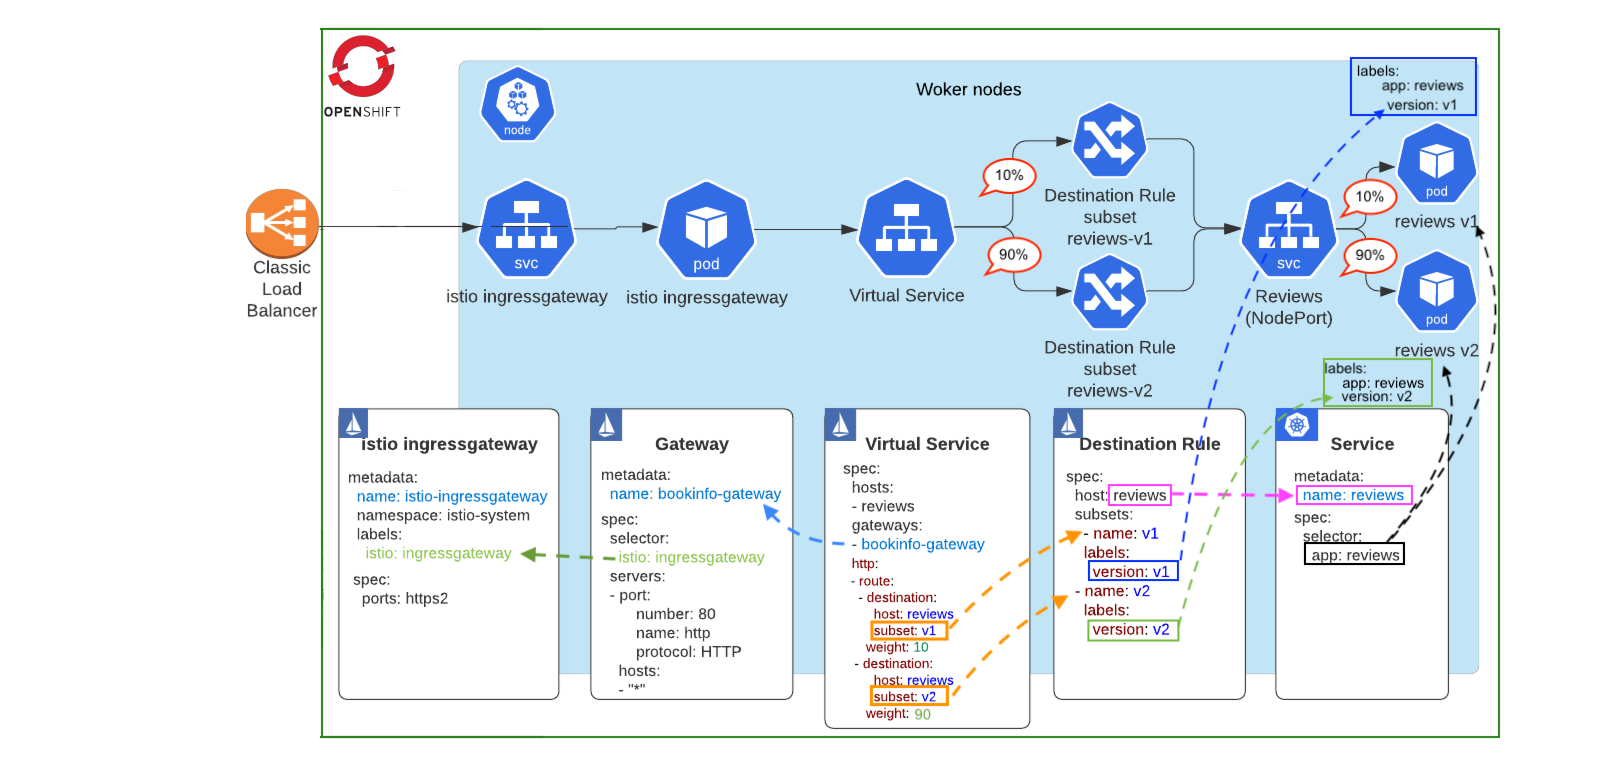 OPENSHIFT
node
Woker nodes
labels:
app: reviews
version: v1
10%
Destination Rule
subset
reviews-v1
pod
10%
reviews v1
svc
istio ingressgateway
pod
istio ingressgateway
Virtual Service
90%
svc
Reviews
(NodePort)
90%
pod
reviews v2
Classic
Load
Balancer
Destination Rule
subset
reviews-v2
labels:
app: reviews
version: v2
istio ingressgateway
metadata:
name: istio-ingressgateway
namespace: istio-system
labels:
istio: ingressgateway
spec:
ports: https2
Gateway
metadata:
name: bookinfo-gateway
spec:
selector:
istio: ingressgateway
servers:
- port:
number: 80
name: http
protocol: HTTP
hosts:
- "*"
Virtual Service
spec:
hosts:
- reviews
gateways:
- bookinfo-gateway
http:
- route:
- destination:
host: reviews
subset: v1
weight: 10
- destination:
host: reviews
subset: v2
weight: 90
Destination Rule
spec:
host: reviews
subsets:
- name: v1
labels:
version: v1
- name: v2
labels:
version: v2
Service
metadata:
name: reviews
spec:
selector:
app: reviews